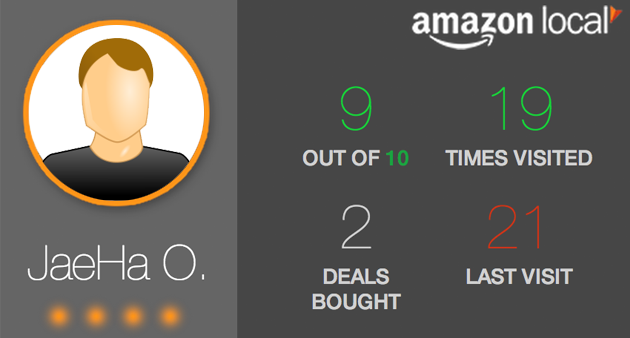 amazon local
JaeHa O.
9
OUT OF 10
19
TIMES VISITED
2
DEALS
BOUGHT
21
LAST VISIT